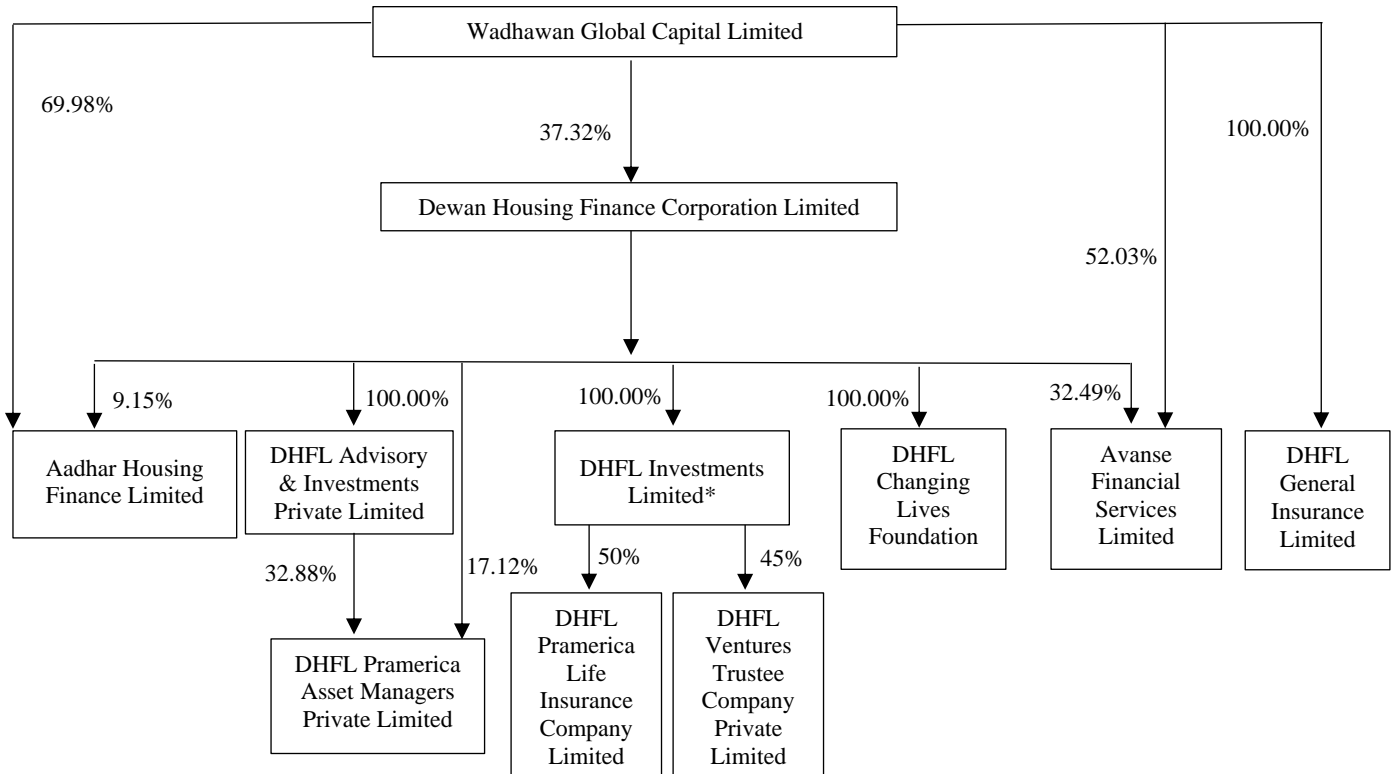 Wadhawan Global Capital Limited
69.98%
37.32%
100.00%
Dewan Housing Finance Corporation Limited
52.03%
9.15%
100.00%
100.00%
100.00%
32.49%
Aadhar Housing
Finance Limited
DHFL Advisory
& Investments
Private Limited
DHFL Investments
Limited*
DHFL
Changing
Lives
Foundation
Avanse
Financial
Services
Limited
DHFL
General
Insurance
Limited
32.88%
17.12%
50%
45%
DHFL Pramerica
Asset Managers
Private Limited
DHFL
Pramerica
Life
Insurance
Company
Limited
DHFL
Ventures
Trustee
Company
Private
Limited